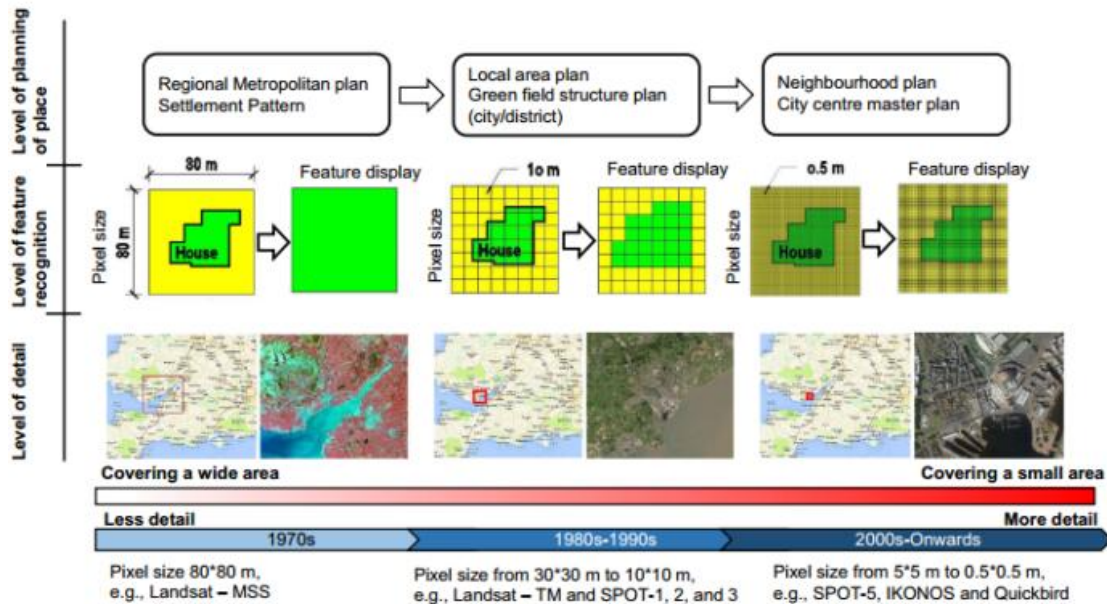 Level of planning
of place
Regional Metropolitan plan
Settlement Pattern
Local area plan
Green field structure plan
(city/district)
Neighbourhood plan
City centre master plan
Level of feature
recognition
80 m
Pixel size
80 m
House
Feature display
1o m
Pixel size
House
Feature display
o.5 m
Pixel size
House
Feature display
Level of detail
Covering a wide area
Covering a small area
Less detail
More detail
1970s
1980s-1990s
2000s-Onwards
Pixel size 80*80 m,
e.g., Landsat – MSS
Pixel size from 30*30 m to 10*10 m,
e.g., Landsat – TM and SPOT-1, 2, and 3
Pixel size from 5*5 m to 0.5*0.5 m,
e.g., SPOT-5, IKONOS and Quickbird